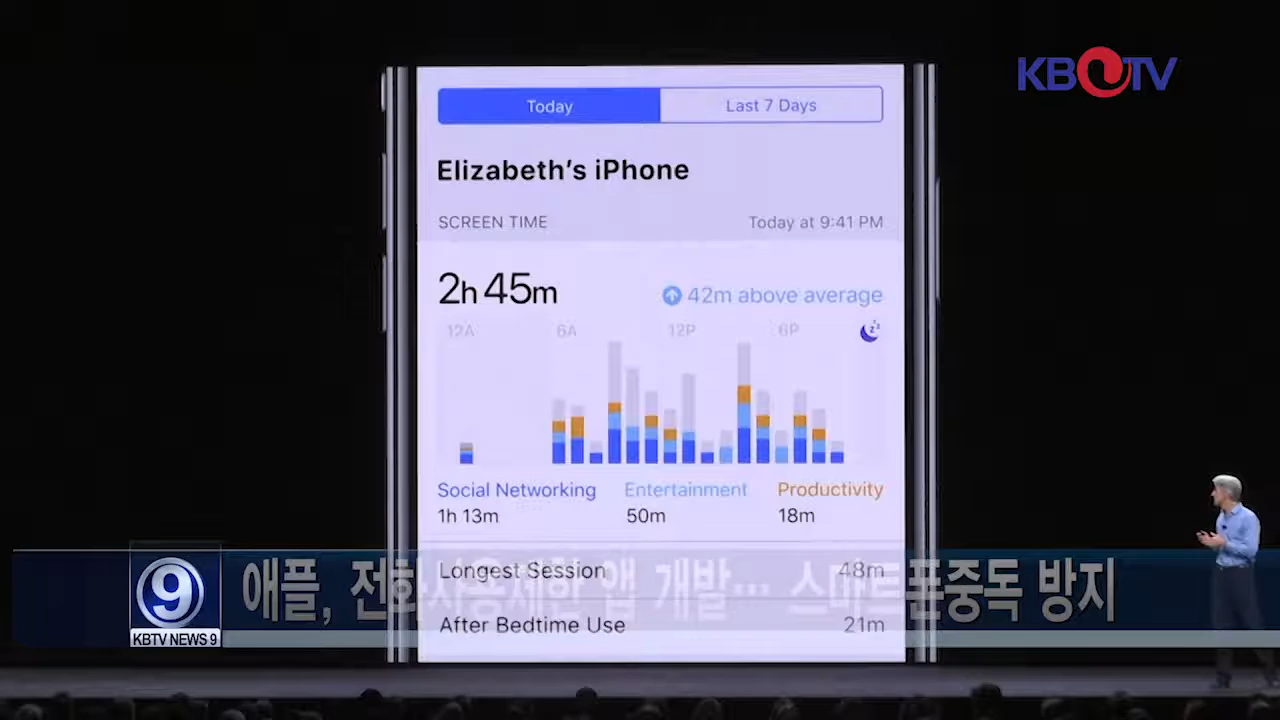 KBTV
Today Last 7 Days
Elizabeth's iPhone
SCREEN TIME Today at 9:41 PM
2h 45m 42m above average
12A 6A 12P 6P
Social Networking Entertainment Productivity
1h 13m 50m 18m
Longest Session 48m
After Bedtime Use 21m
9 애플, 전화사용제한 앱 개발… 스마트폰중독 방지
KBTV NEWS 9